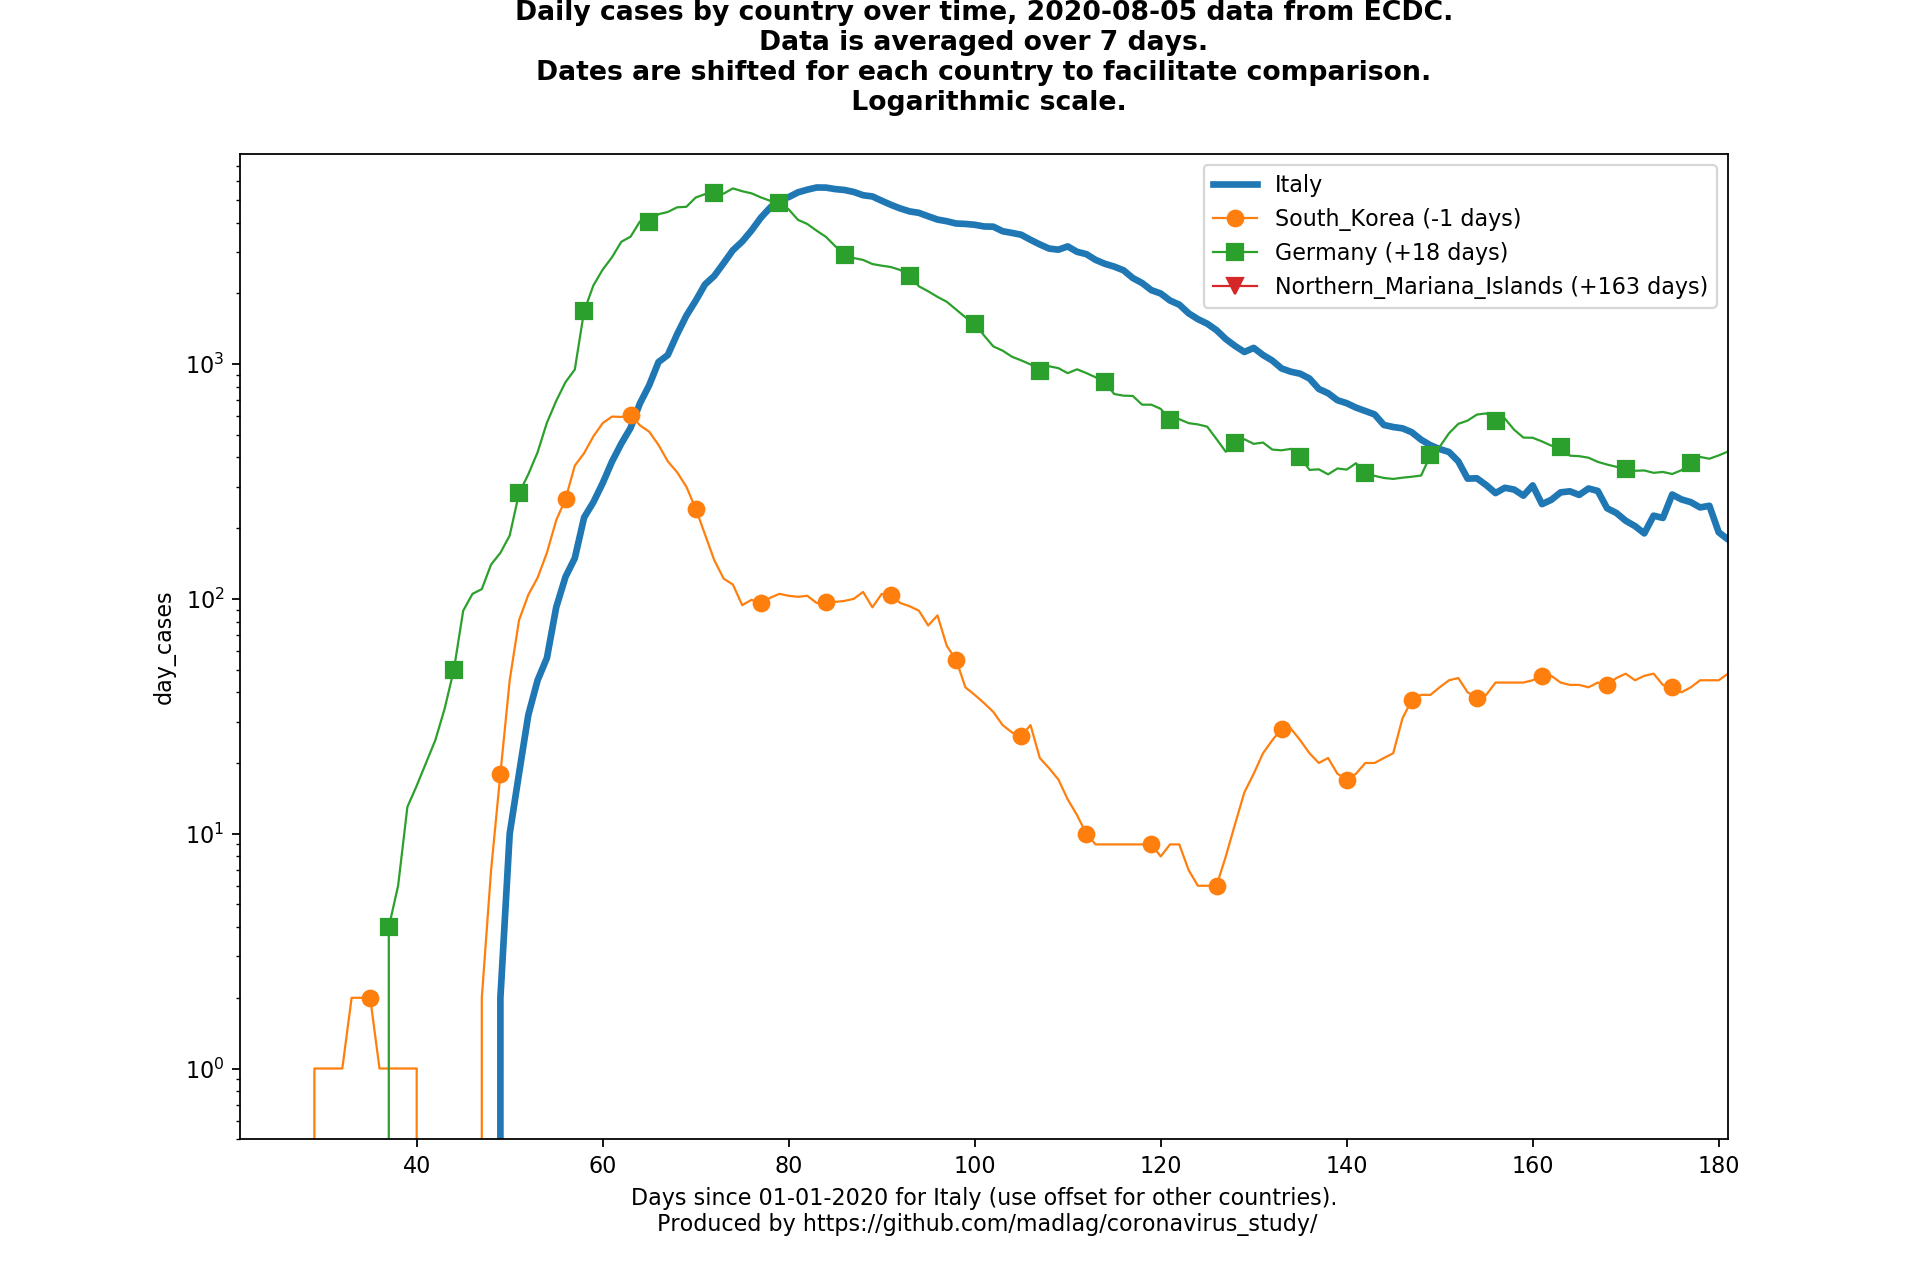 Daily cases by country over time, 2020-08-05 data from ECDC.
Data is averaged over 7 days.
Dates are shifted for each country to facilitate comparison.
Logarithmic scale.
Italy
South_Korea (-1 days)
Germany (+18 days)
Northern_Mariana_Islands (+163 days)
day_cases
10³
10²
10¹
10⁰
40 60 80 100 120 140 160 180
Days since 01-01-2020 for Italy (use offset for other countries).
Produced by https://github.com/madlag/coronavirus_study/